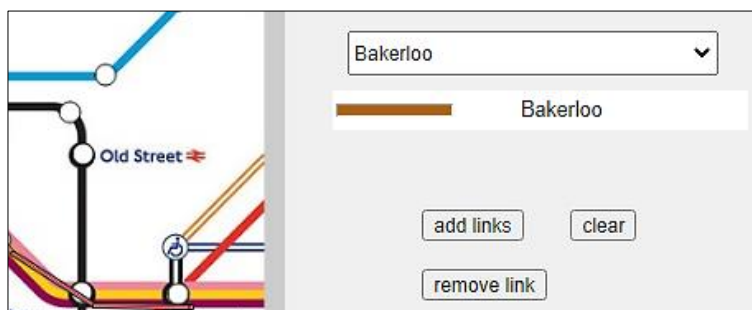 Bakerloo
Bakerloo
Old Street
add links
clear
remove link